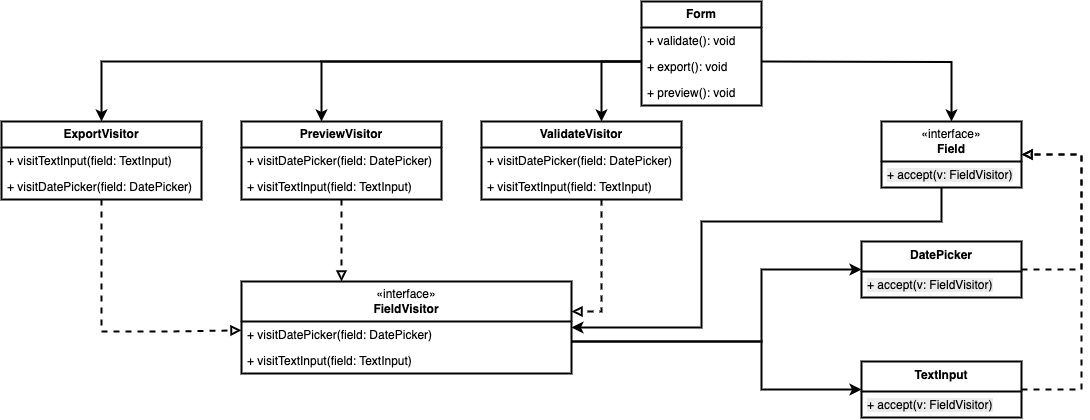 Form
+ validate(): void
+ export(): void
+ preview(): void
ExportVisitor
+ visitTextInput(field: TextInput)
+ visitDatePicker(field: DatePicker)
PreviewVisitor
+ visitDatePicker(field: DatePicker)
+ visitTextInput(field: TextInput)
ValidateVisitor
+ visitDatePicker(field: DatePicker)
+ visitTextInput(field: TextInput)
«interface»
Field
+ accept(v: FieldVisitor)
«interface»
FieldVisitor
+ visitDatePicker(field: DatePicker)
+ visitTextInput(field: TextInput)
DatePicker
+ accept(v: FieldVisitor)
TextInput
+ accept(v: FieldVisitor)